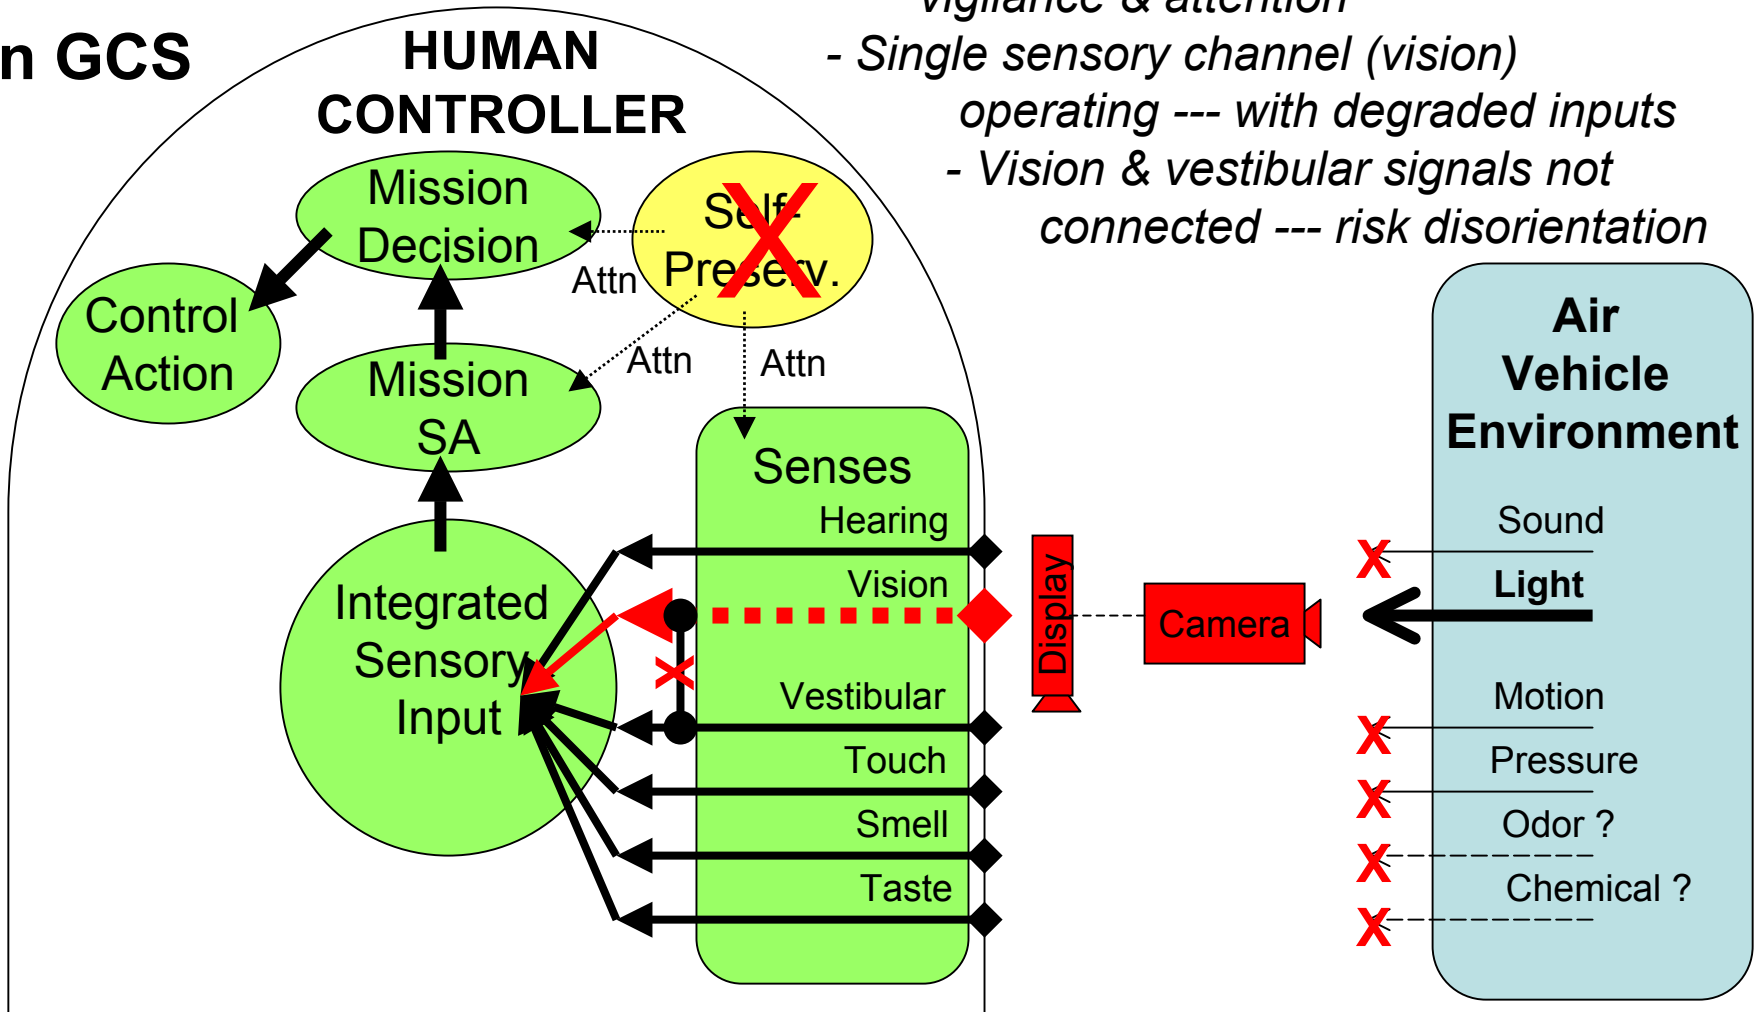 n GCS
HUMAN
CONTROLLER
vigilance & attention
- Single sensory channel (vision)
operating --- with degraded inputs
- Vision & vestibular signals not
connected --- risk disorientation
Mission
Decision
Self-
Preserv.
Attn
Control
Action
Mission
SA
Attn
Attn
Senses
Hearing
Vision
Vestibular
Touch
Smell
Taste
Integrated
Sensory
Input
X
X
Display
Camera
Air
Vehicle
Environment
Sound
Light
Motion
Pressure
Odor ?
Chemical ?
X
X
X
X
X